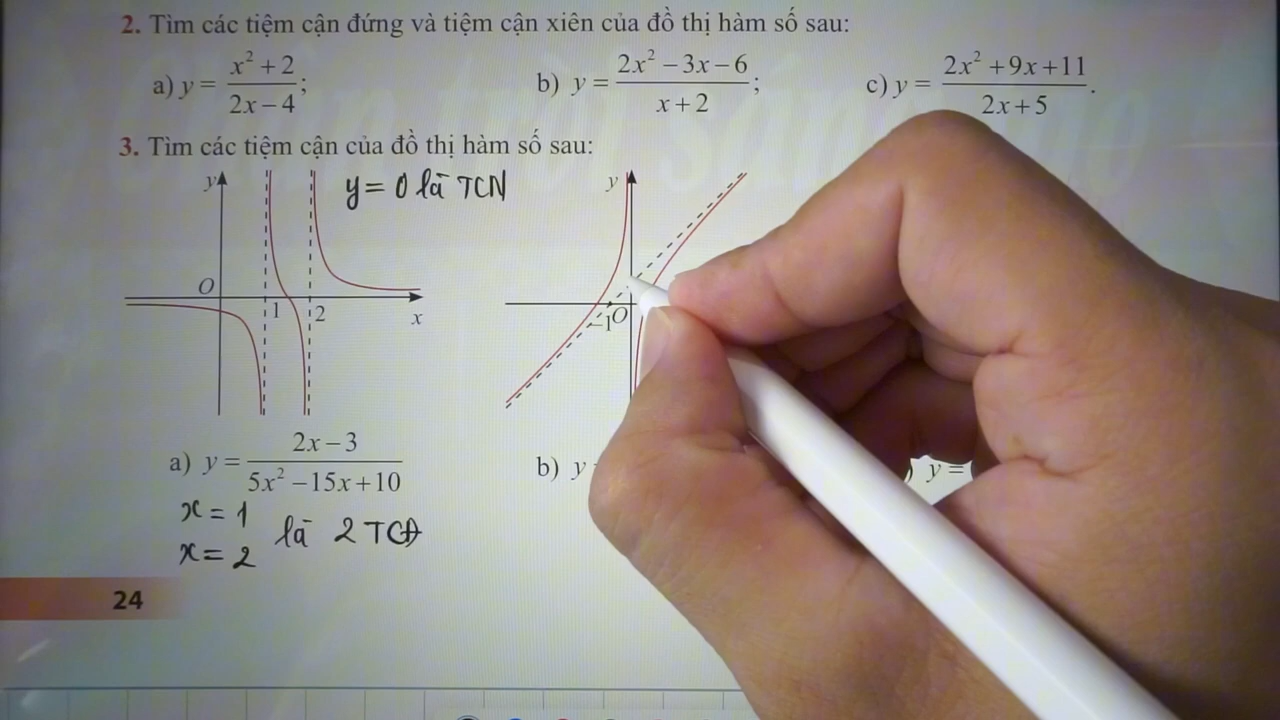 2. Tìm các tiệm cận đứng và tiệm cận xiên của đồ thị hàm số sau:
a) y = (x² + 2)/(2x − 4);
b) y = (2x² − 3x − 6)/(x + 2);
c) y = (2x² + 9x + 11)/(2x + 5).
3. Tìm các tiệm cận của đồ thị hàm số sau:
y
y = 0 là TCN
y
O
1
2
x
−1
O
a) y = (2x − 3)/(5x² − 15x + 10)
b) y
) y =
x = 1
x = 2
là 2 TCĐ
24